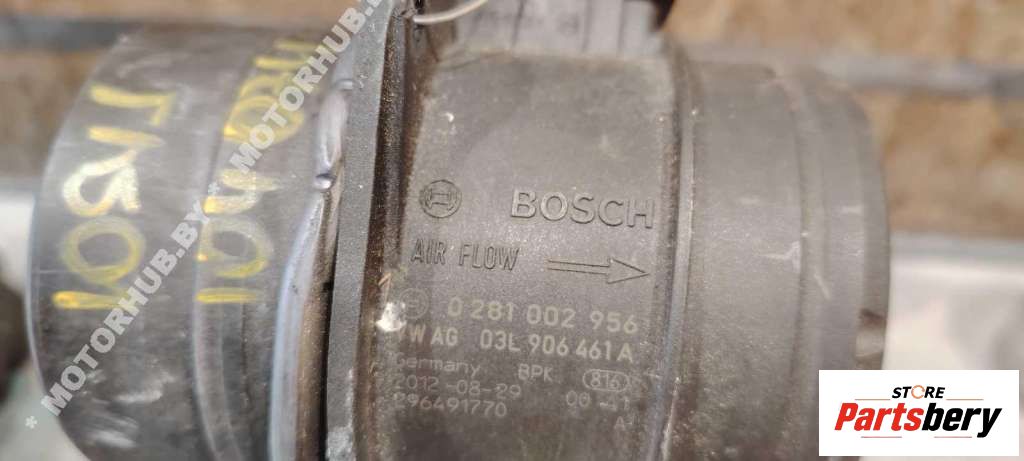 BOSCH
AIR FLOW
0 281 002 956
VW AG 03L 906 461 A
Germany BPK 816
2012-08-29
296491770
* MOTORHUB.BY * MOTORHUB.BY
STORE
Partsbery